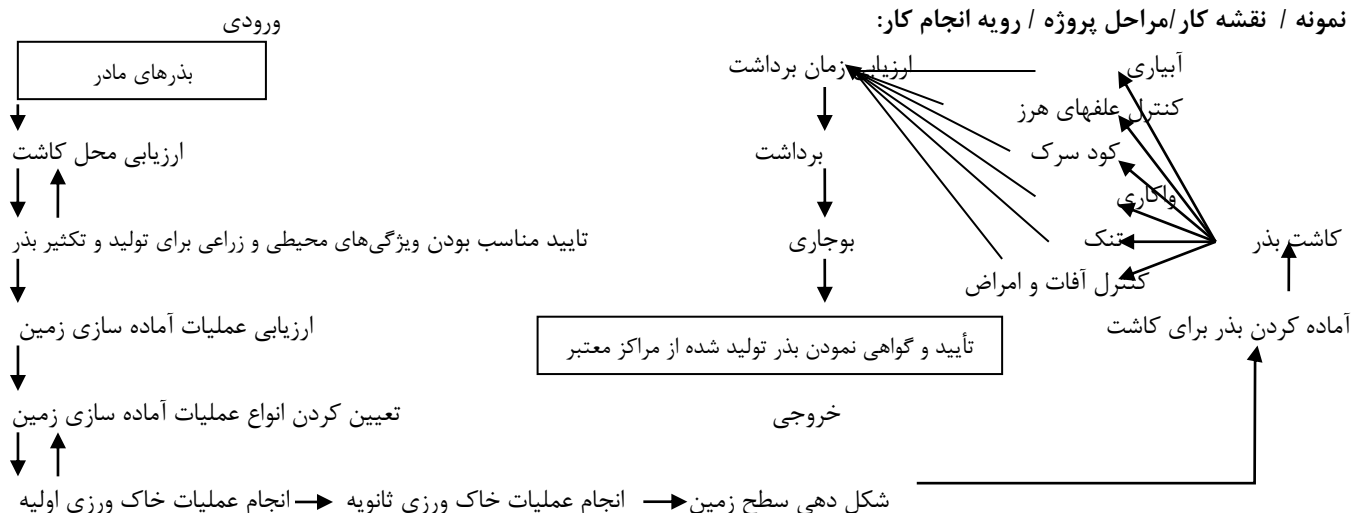 نمونه / نقشه کار/مراحل پروژه / رویه انجام کار:
ورودی
بذرهای مادر
ارزیابی محل کاشت
تایید مناسب بودن ویژگی‌های محیطی و زراعی برای تولید و تکثیر بذر
ارزیابی عملیات آماده سازی زمین
تعیین کردن انواع عملیات آماده سازی زمین
انجام عملیات خاک ورزی اولیه
انجام عملیات خاک ورزی ثانویه
شکل دهی سطح زمین
آماده کردن بذر برای کاشت
کاشت بذر
آبیاری
کنترل علفهای هرز
کود سرک
واکاری
تنک
کنترل آفات و امراض
ارزیابی زمان برداشت
برداشت
بوجاری
تأیید و گواهی نمودن بذر تولید شده از مراکز معتبر
خروجی